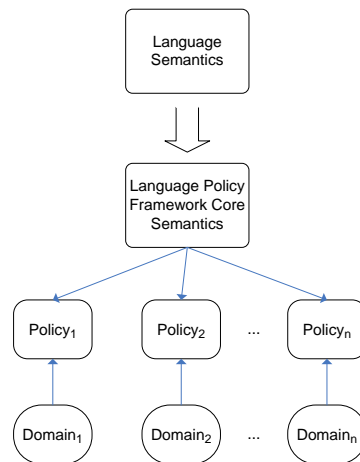 Language
Semantics
Language Policy
Framework Core
Semantics
Policy₁
Policy₂
...
Policyₙ
Domain₁
Domain₂
...
Domainₙ